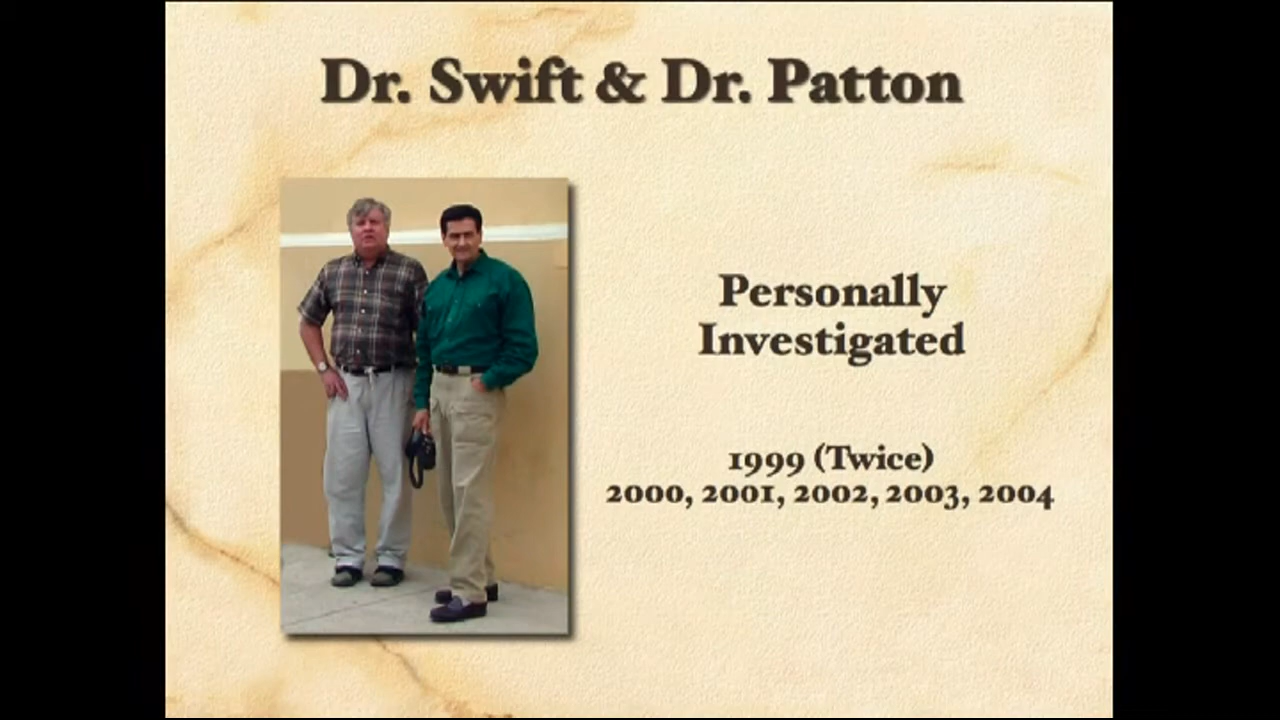 Dr. Swift & Dr. Patton
Personally
Investigated
1999 (Twice)
2000, 2001, 2002, 2003, 2004